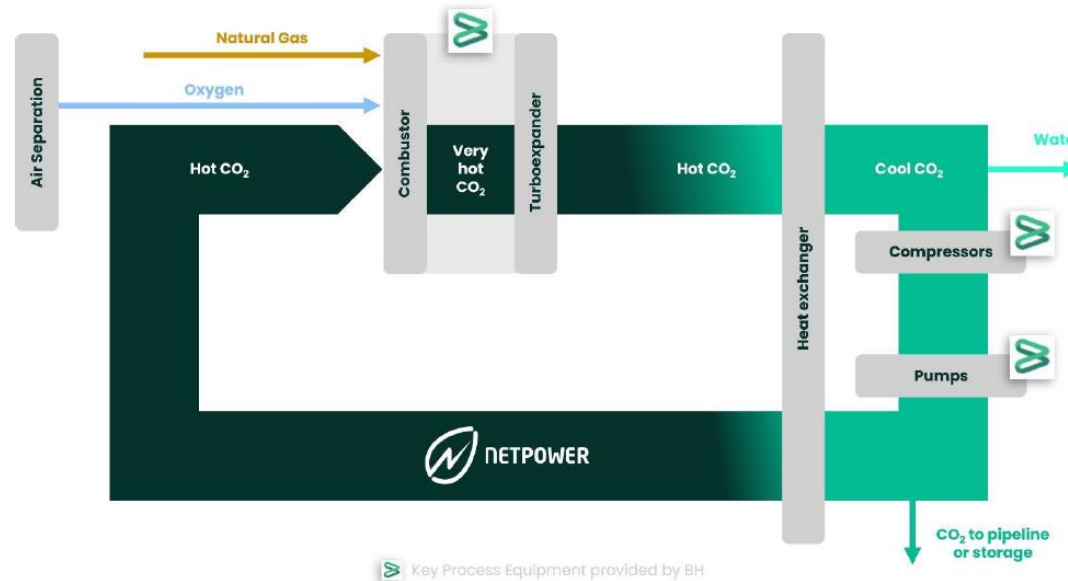 Natural Gas
Oxygen
Air Separation
Hot CO₂
Combustor
Very
hot
CO₂
Turboexpander
Hot CO₂
Heat exchanger
Cool CO₂
Wate
Compressors
Pumps
NETPOWER
CO₂ to pipeline
or storage
Key Process Equipment provided by BH